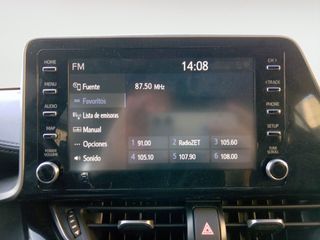 FM
14:08
HOME
MENU
AUDIO
MAP
POWER
VOLUME
Fuente
87.50 MHz
Favoritos
Lista de emisoras
Manual
Opciones
Sonido
1 91.00
2 RadioZET
3 105.60
4 105.10
5 107.90
6 108.00
CH
TRACK
PHONE
SETUP
TUNE
SCROLL